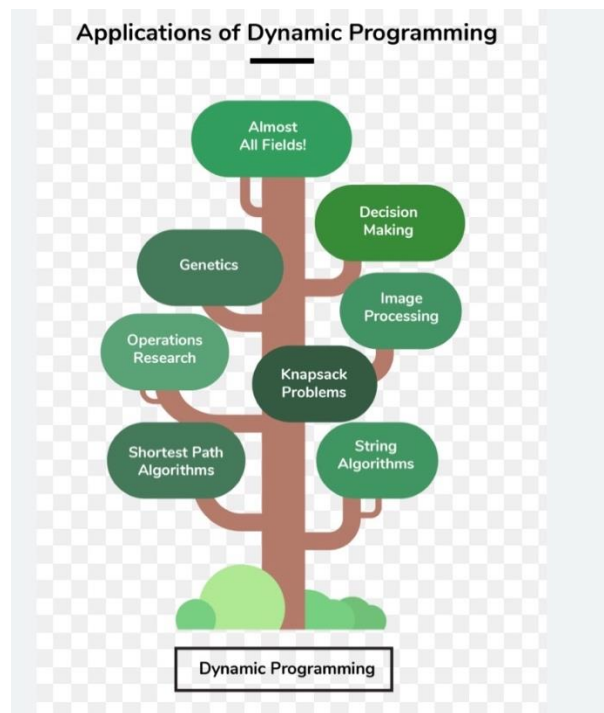 Applications of Dynamic Programming
Almost
All Fields!
Decision
Making
Genetics
Image
Processing
Operations
Research
Knapsack
Problems
Shortest Path
Algorithms
String
Algorithms
Dynamic Programming